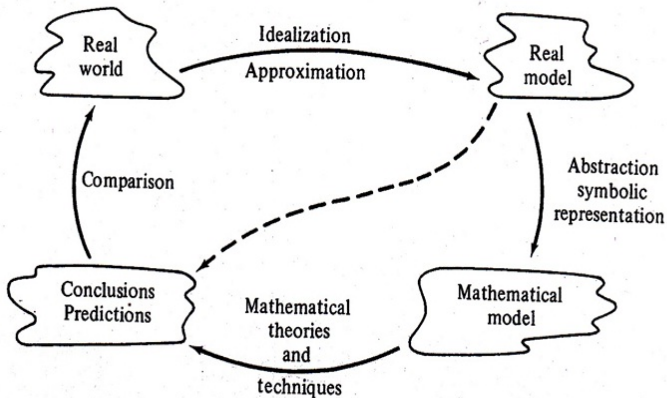 Real
world
Idealization
Approximation
Real
model
Comparison
Abstraction
symbolic
representation
Conclusions
Predictions
Mathematical
theories
and
techniques
Mathematical
model